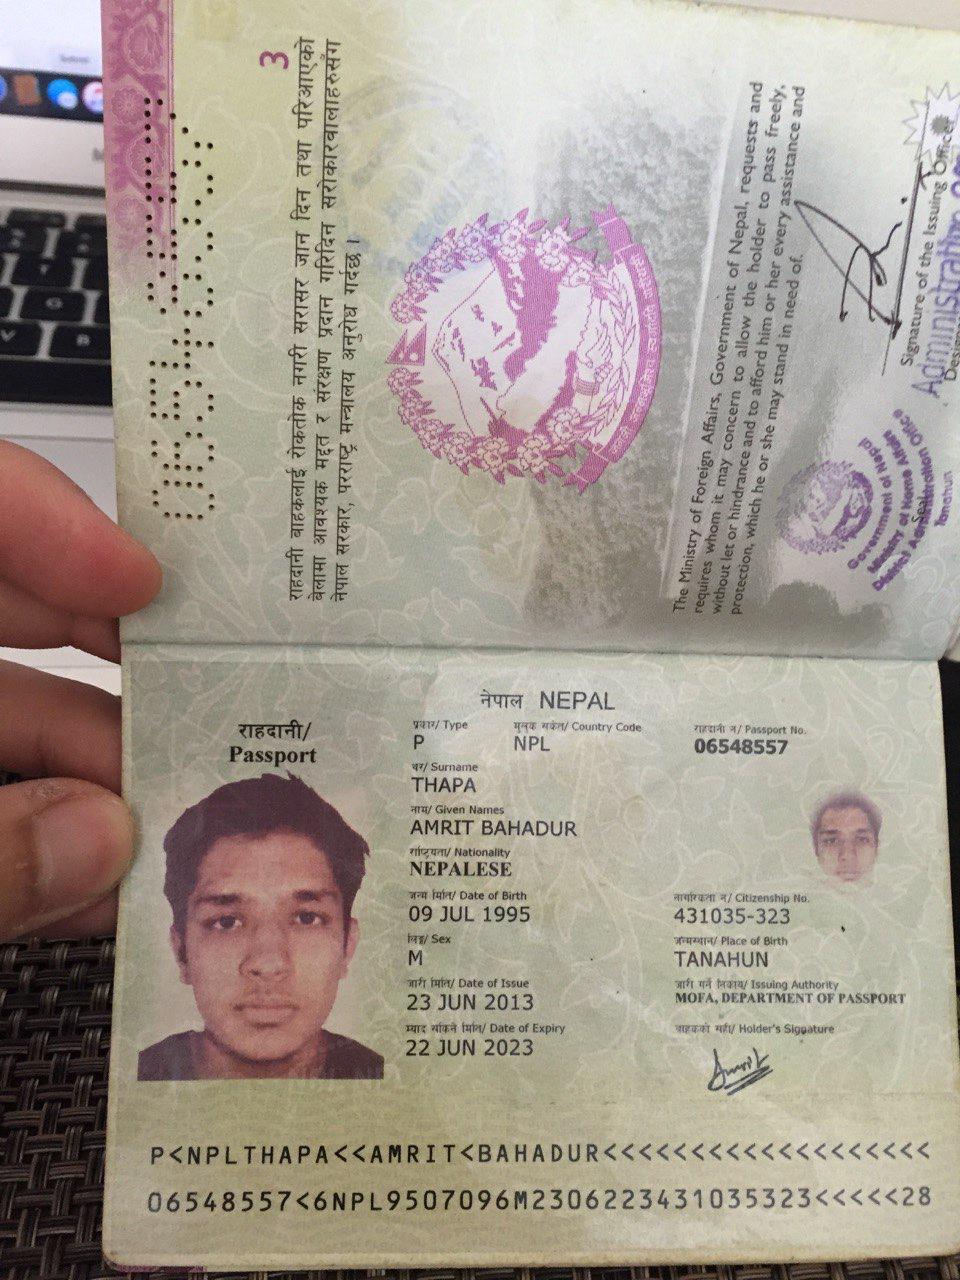 3
राहदानी बाहकलाई रोकतोक नगरी सरासर जान दिन तथा परिआएको
बेलामा आवश्यक मद्दत र संरक्षण प्रदान गरिदिन सरोकारवालाहरुसँग
नेपाल सरकार, परराष्ट्र मन्त्रालय अनुरोध गर्दछ।
The Ministry of Foreign Affairs, Government of Nepal, requests and
requires whom it may concern to allow the holder to pass freely,
without let or hindrance and to afford him or her every assistance and
protection, which he or she may stand in need of.
Signature of the Issuing Officer
Administration
Government of Nepal
Ministry of Home Affairs
District Administration Office
Seal
Tanahun
नेपाल NEPAL
राहदानी/
Passport
प्रकार/ Type
P
मुलुक संकेत/ Country Code
NPL
राहदानी नं/ Passport No.
06548557
थर/ Surname
THAPA
नाम/ Given Names
AMRIT BAHADUR
राष्ट्रियता/ Nationality
NEPALESE
जन्म मिति/ Date of Birth
09 JUL 1995
नागरिकता नं/ Citizenship No.
431035-323
लिङ्ग/ Sex
M
जन्मस्थान/ Place of Birth
TANAHUN
जारी मिति/ Date of Issue
23 JUN 2013
जारी गर्ने निकाय/ Issuing Authority
MOFA, DEPARTMENT OF PASSPORT
म्याद सकिने मिति/ Date of Expiry
22 JUN 2023
वाहकको सही/ Holder's Signature
Amrit
P<NPLTHAPA<<AMRIT<BAHADUR<<<<<<<<<<<<<<<<<<<
06548557<6NPL9507096M2306223431035323<<<<<28